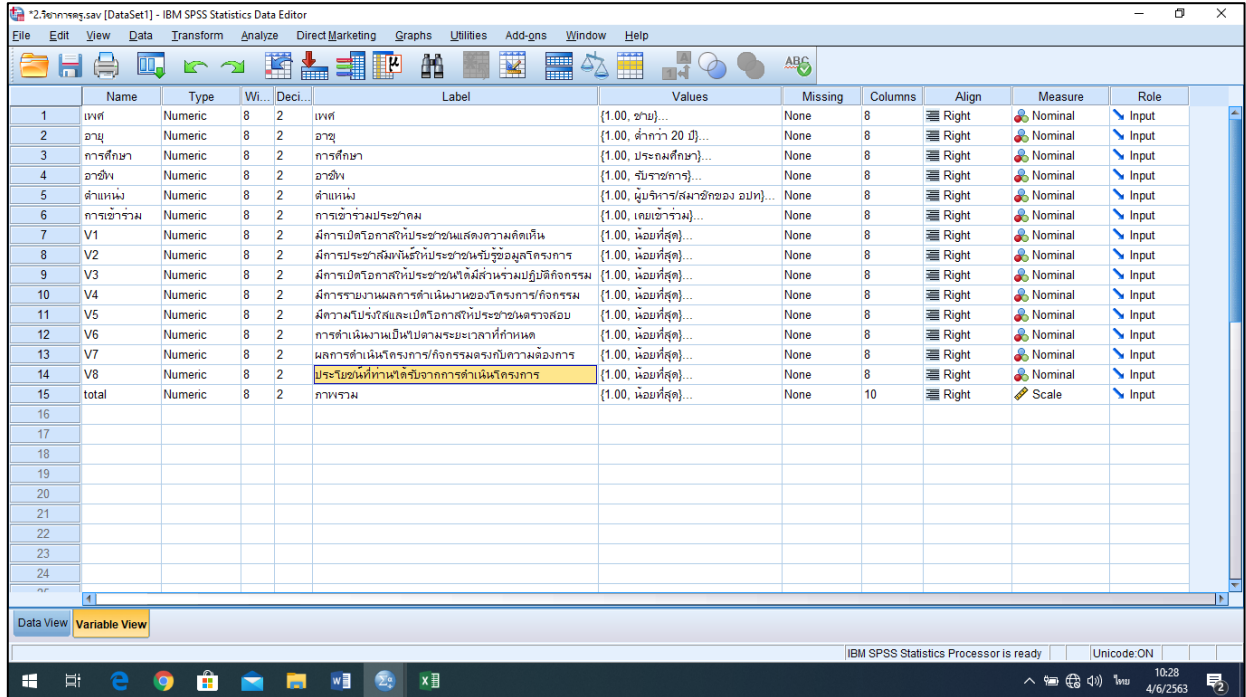 *2.วิชาการครู.sav [DataSet1] - IBM SPSS Statistics Data Editor
File Edit View Data Transform Analyze Direct Marketing Graphs Utilities Add-ons Window Help
Name Type Wi... Deci... Label Values Missing Columns Align Measure Role
1 เพศ Numeric 8 2 เพศ {1.00, ชาย}... None 8 Right Nominal Input
2 อายุ Numeric 8 2 อายุ {1.00, ต่ำกว่า 20 ปี}... None 8 Right Nominal Input
3 การศึกษา Numeric 8 2 การศึกษา {1.00, ประถมศึกษา}... None 8 Right Nominal Input
4 อาชีพ Numeric 8 2 อาชีพ {1.00, รับราชการ}... None 8 Right Nominal Input
5 ตำแหน่ง Numeric 8 2 ตำแหน่ง {1.00, ผู้บริหาร/สมาชิกของ อปท}... None 8 Right Nominal Input
6 การเข้าร่วม Numeric 8 2 การเข้าร่วมประชาคม {1.00, เคยเข้าร่วม}... None 8 Right Nominal Input
7 V1 Numeric 8 2 มีการเปิดโอกาสให้ประชาชนแสดงความคิดเห็น {1.00, น้อยที่สุด}... None 8 Right Nominal Input
8 V2 Numeric 8 2 มีการประชาสัมพันธ์ให้ประชาชนรับรู้ข้อมูลโครงการ {1.00, น้อยที่สุด}... None 8 Right Nominal Input
9 V3 Numeric 8 2 มีการเปิดโอกาสให้ประชาชนได้มีส่วนร่วมปฏิบัติกิจกรรม {1.00, น้อยที่สุด}... None 8 Right Nominal Input
10 V4 Numeric 8 2 มีการรายงานผลการดำเนินงานของโครงการ/กิจกรรม {1.00, น้อยที่สุด}... None 8 Right Nominal Input
11 V5 Numeric 8 2 มีความโปร่งใสและเปิดโอกาสให้ประชาชนตรวจสอบ {1.00, น้อยที่สุด}... None 8 Right Nominal Input
12 V6 Numeric 8 2 การดำเนินงานเป็นไปตามระยะเวลาที่กำหนด {1.00, น้อยที่สุด}... None 8 Right Nominal Input
13 V7 Numeric 8 2 ผลการดำเนินโครงการ/กิจกรรมตรงกับความต้องการ {1.00, น้อยที่สุด}... None 8 Right Nominal Input
14 V8 Numeric 8 2 ประโยชน์ที่ท่านได้รับจากการดำเนินโครงการ {1.00, น้อยที่สุด}... None 8 Right Nominal Input
15 total Numeric 8 2 ภาพรวม {1.00, น้อยที่สุด}... None 10 Right Scale Input
16
17
18
19
20
21
22
23
24
Data View Variable View
IBM SPSS Statistics Processor is ready Unicode:ON
ไทย 10:28
4/6/2563